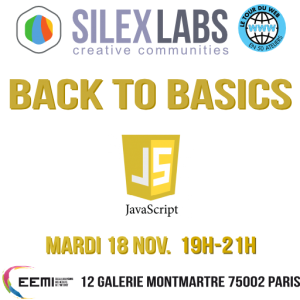 SILEX LABS
creative communities
LE TOUR DU WEB
WWW
EN 50 ATELIERS
BACK TO BASICS
JS
JavaScript
MARDI 18 NOV. 19H-21H
EEMI
12 GALERIE MONTMARTRE 75002 PARIS